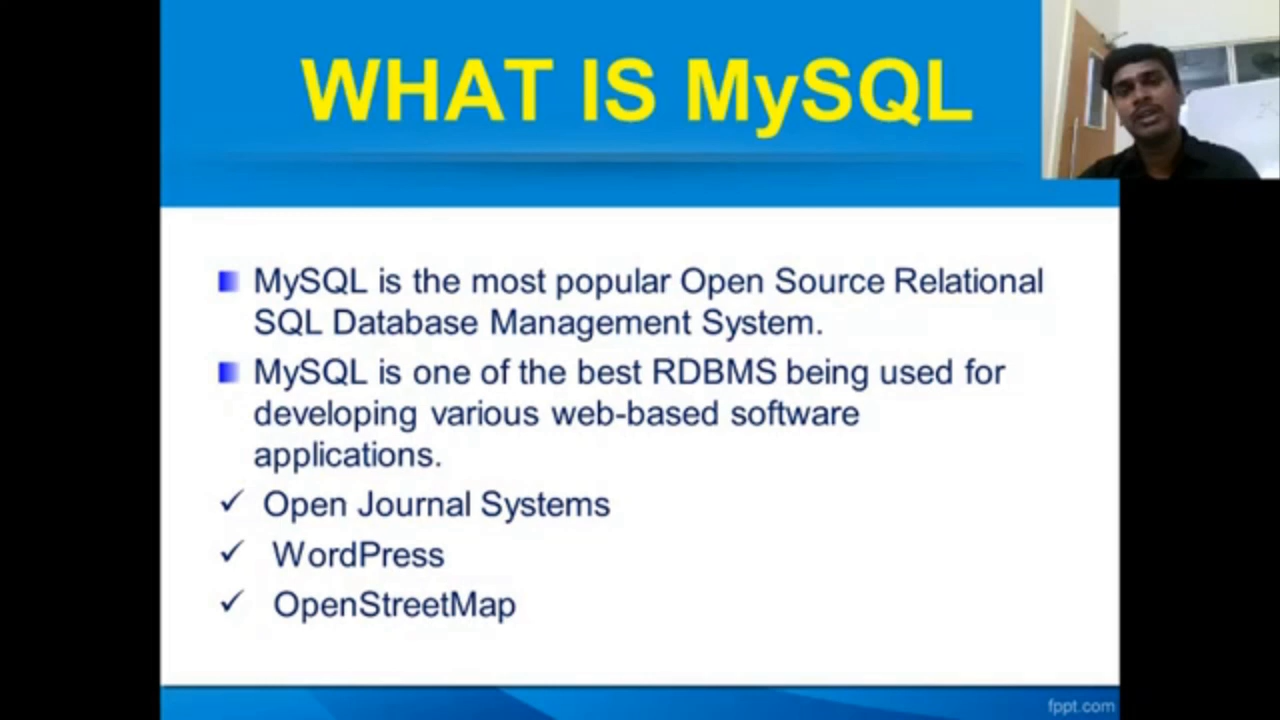 WHAT IS MySQL
MySQL is the most popular Open Source Relational
SQL Database Management System.
MySQL is one of the best RDBMS being used for
developing various web-based software
applications.
✓ Open Journal Systems
✓ WordPress
✓ OpenStreetMap
fppt.com